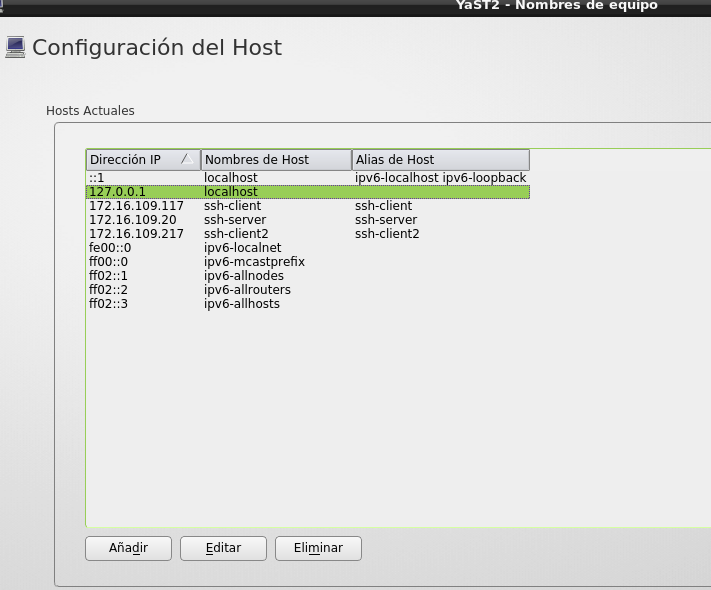 YaST2 - Nombres de equipo
Configuración del Host
Hosts Actuales
Dirección IP Nombres de Host Alias de Host
::1 localhost ipv6-localhost ipv6-loopback
127.0.0.1 localhost
172.16.109.117 ssh-client ssh-client
172.16.109.20 ssh-server ssh-server
172.16.109.217 ssh-client2 ssh-client2
fe00::0 ipv6-localnet
ff00::0 ipv6-mcastprefix
ff02::1 ipv6-allnodes
ff02::2 ipv6-allrouters
ff02::3 ipv6-allhosts
Añadir Editar Eliminar